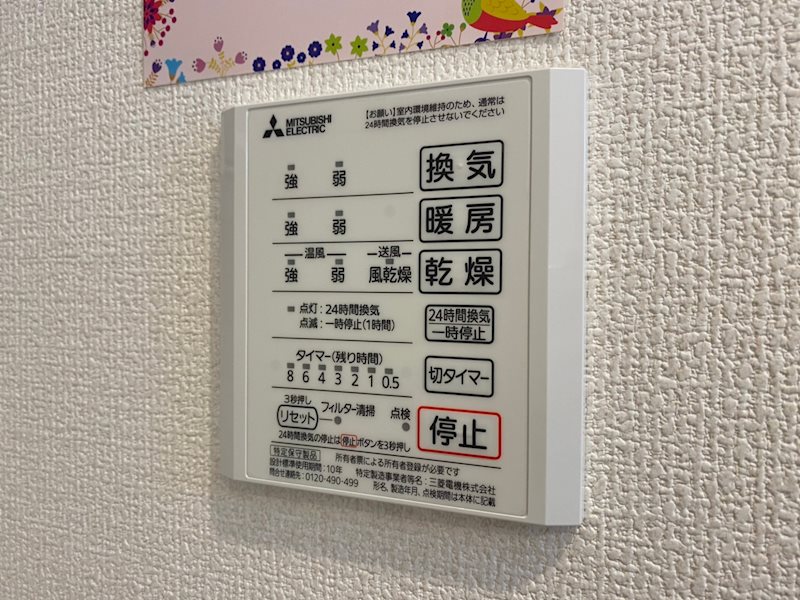 MITSUBISHI
ELECTRIC
【お願い】室内環境維持のため、通常は
24時間換気を停止させないでください
強 弱 換気
強 弱 暖房
温風 送風
強 弱 風乾燥 乾燥
点灯：24時間換気
点滅：一時停止(1時間)
24時間換気
一時停止
タイマー(残り時間)
8 6 4 3 2 1 0.5
切タイマー
3秒押し
リセット フィルター清掃 点検
停止
24時間換気の停止は停止ボタンを3秒押し
特定保守製品 所有者票による所有者登録が必要です
設計標準使用期間：10年 特定製造事業者等名：三菱電機株式会社
問合せ連絡先：0120-490-499 形名、製造年月、点検期間は本体に記載